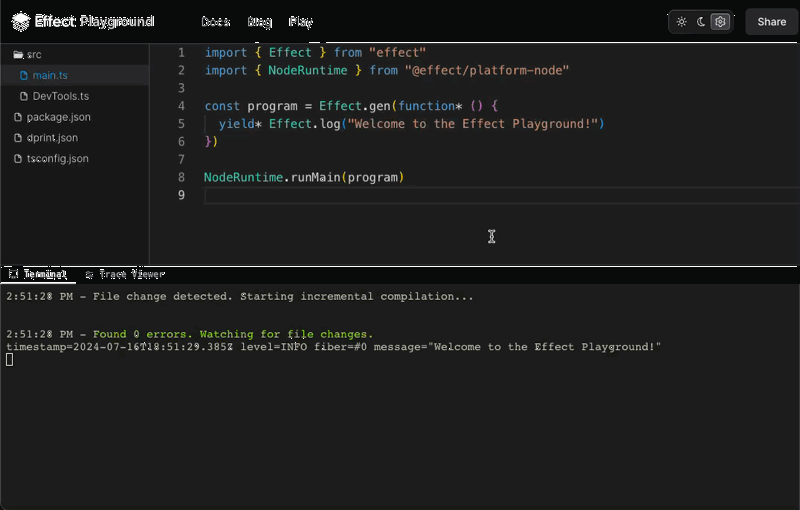 Effect Playground
Docs Blog Play
Share
src
main.ts
DevTools.ts
package.json
dprint.json
tsconfig.json
1 import { Effect } from "effect"
2 import { NodeRuntime } from "@effect/platform-node"
3
4 const program = Effect.gen(function* () {
5 yield* Effect.log("Welcome to the Effect Playground!")
6 })
7
8 NodeRuntime.runMain(program)
9
Terminal Trace Viewer
2:51:28 PM - File change detected. Starting incremental compilation...
2:51:28 PM - Found 0 errors. Watching for file changes.
timestamp=2024-07-16T18:51:29.385Z level=INFO fiber=#0 message="Welcome to the Effect Playground!"